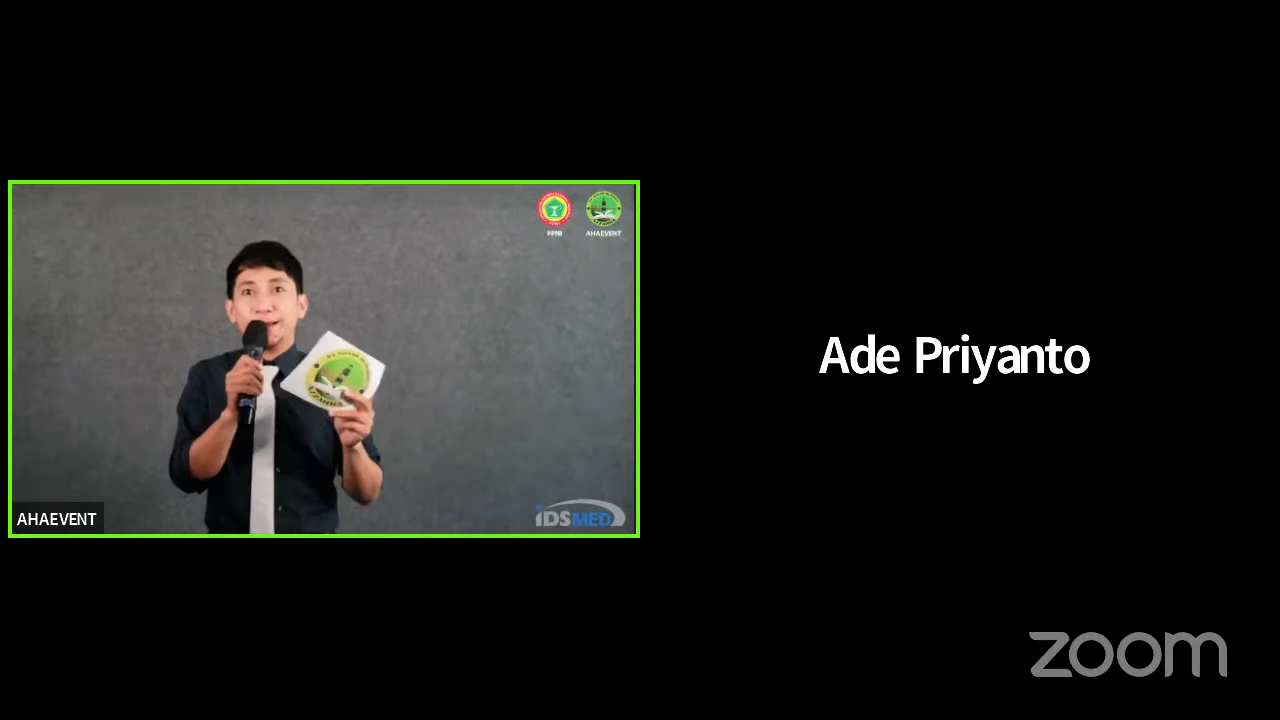 PPNI
AHAEVENT
iDSMED
AHAEVENT
Ade Priyanto
zoom